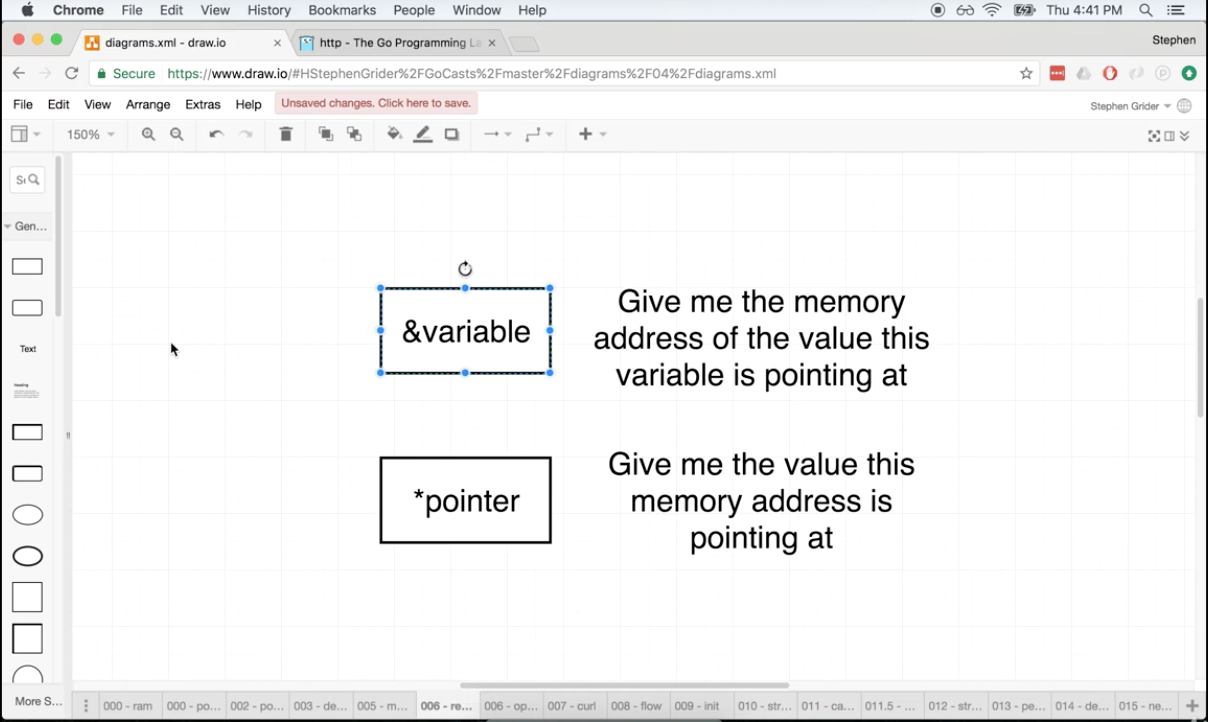 Chrome File Edit View History Bookmarks People Window Help Thu 4:41 PM
diagrams.xml - draw.io http - The Go Programming La Stephen
Secure https://www.draw.io/#HStephenGrider%2FGoCasts%2Fmaster%2Fdiagrams%2F04%2Fdiagrams.xml
File Edit View Arrange Extras Help Unsaved changes. Click here to save. Stephen Grider
150%
Gen...
Text
Heading
&variable
Give me the memory
address of the value this
variable is pointing at
*pointer
Give me the value this
memory address is
pointing at
More S... 000 - ram 000 - po... 002 - po... 003 - de... 005 - m... 006 - re... 006 - op... 007 - curl 008 - flow 009 - init 010 - str... 011 - ca... 011.5 - ... 012 - str... 013 - pe... 014 - de... 015 - ne...